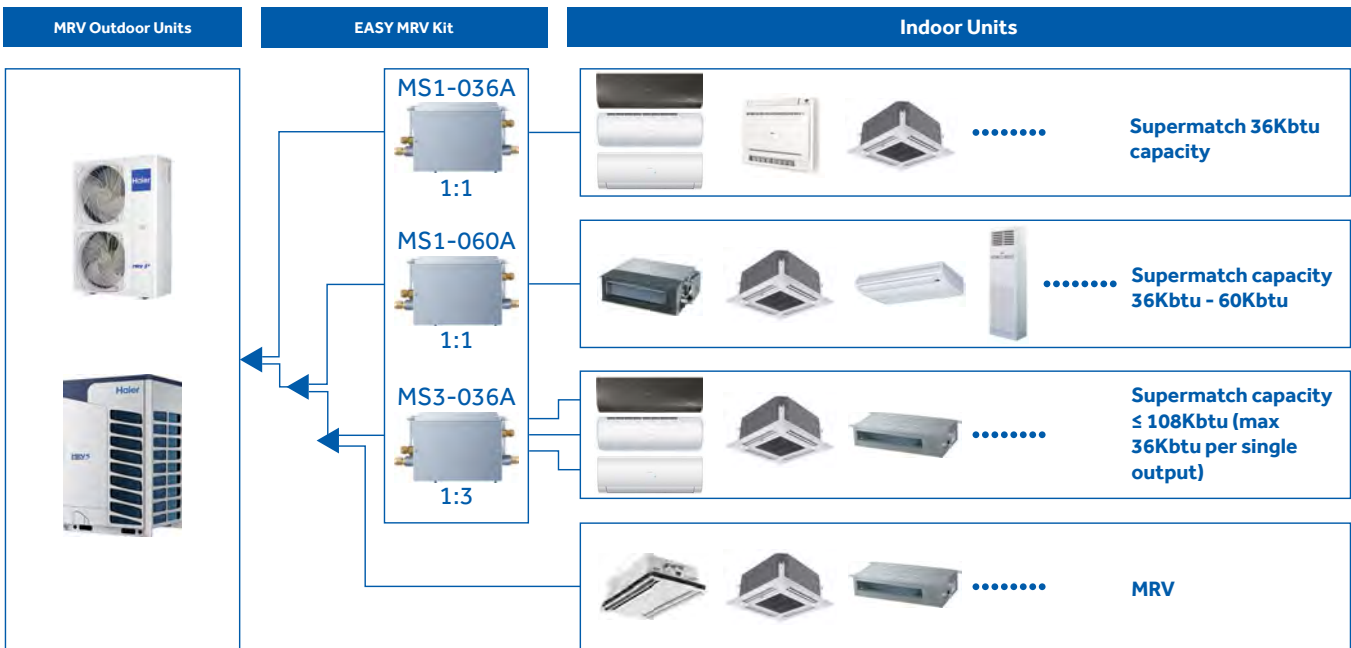 MRV Outdoor Units
EASY MRV Kit
Indoor Units
MS1-036A
1:1
Supermatch 36Kbtu
capacity
MS1-060A
1:1
Supermatch capacity
36Kbtu - 60Kbtu
MS3-036A
1:3
Supermatch capacity
≤ 108Kbtu (max
36Kbtu per single
output)
MRV
Haier
Haier